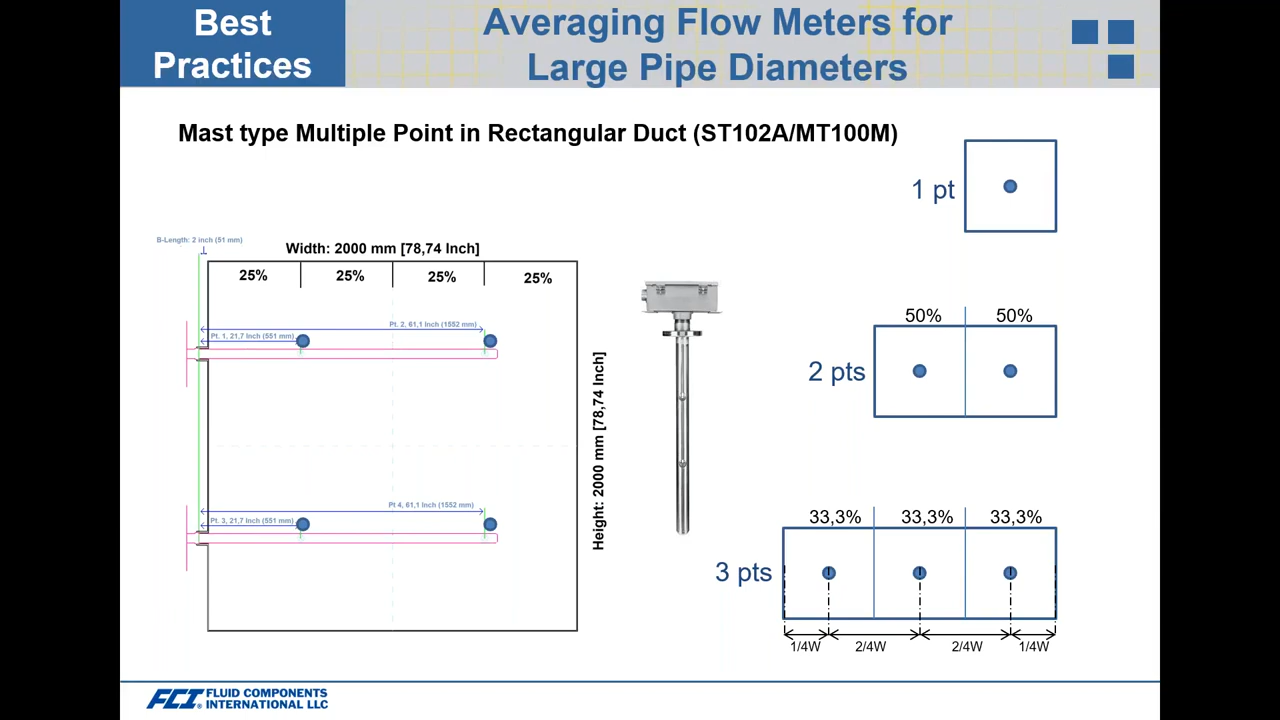 Best
Practices
Averaging Flow Meters for
Large Pipe Diameters
Mast type Multiple Point in Rectangular Duct (ST102A/MT100M)
1 pt
B-Length: 2 inch (51 mm)
Width: 2000 mm [78,74 Inch]
25% 25% 25% 25%
Pt. 2, 61,1 Inch (1552 mm)
Pt. 1, 21,7 Inch (551 mm)
Height: 2000 mm [78,74 Inch]
Pt 4, 61,1 Inch (1552 mm)
Pt. 3, 21,7 Inch (551 mm)
50% 50%
2 pts
33,3% 33,3% 33,3%
3 pts
1/4W 2/4W 2/4W 1/4W
FCI® FLUID COMPONENTS
INTERNATIONAL LLC